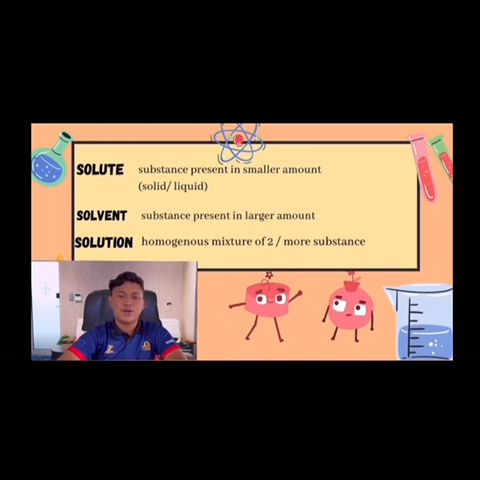 SOLUTE substance present in smaller amount
(solid/ liquid)
SOLVENT substance present in larger amount
SOLUTION homogenous mixture of 2 / more substance